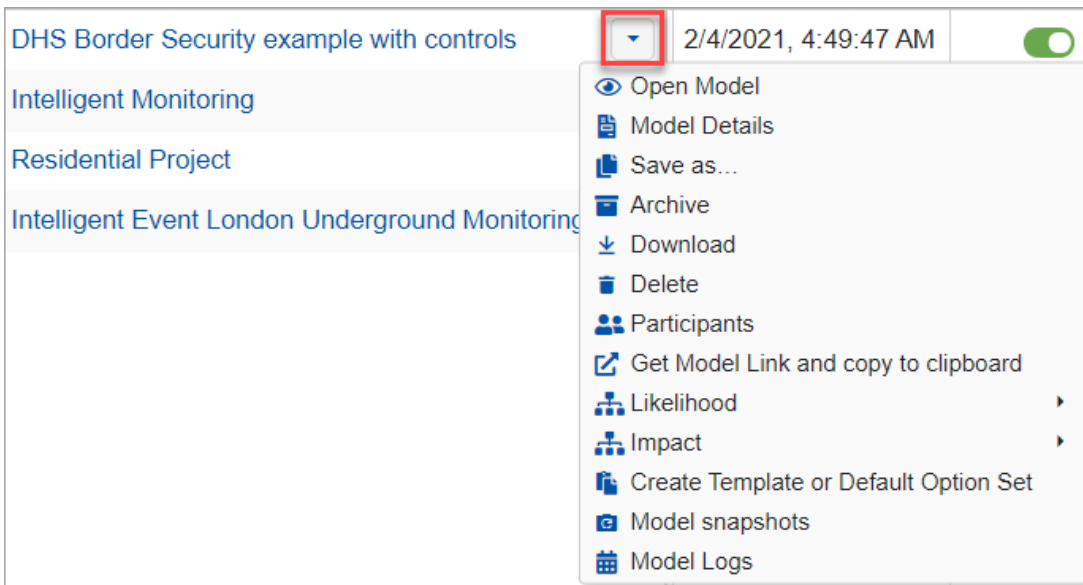 DHS Border Security example with controls
2/4/2021, 4:49:47 AM
Intelligent Monitoring
Residential Project
Intelligent Event London Underground Monitoring
Open Model
Model Details
Save as...
Archive
Download
Delete
Participants
Get Model Link and copy to clipboard
Likelihood
Impact
Create Template or Default Option Set
Model snapshots
Model Logs